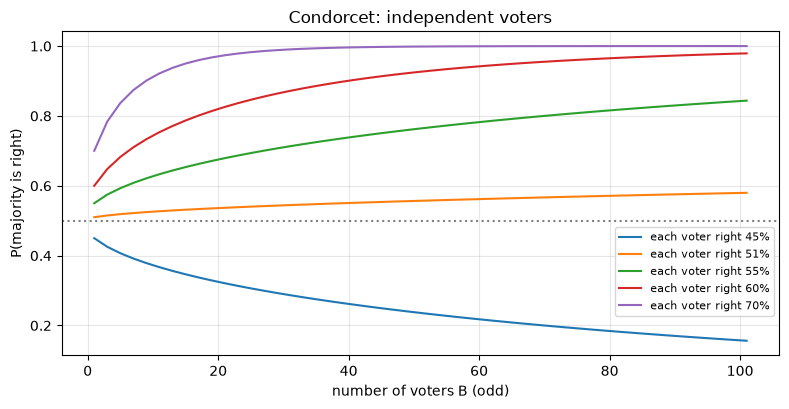 Condorcet: independent voters
P(majority is right)
1.0
0.8
0.6
0.4
0.2
each voter right 45%
each voter right 51%
each voter right 55%
each voter right 60%
each voter right 70%
0 20 40 60 80 100
number of voters B (odd)